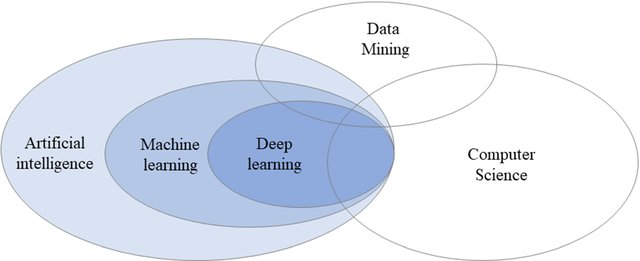 Data
Mining
Artificial
intelligence
Machine
learning
Deep
learning
Computer
Science